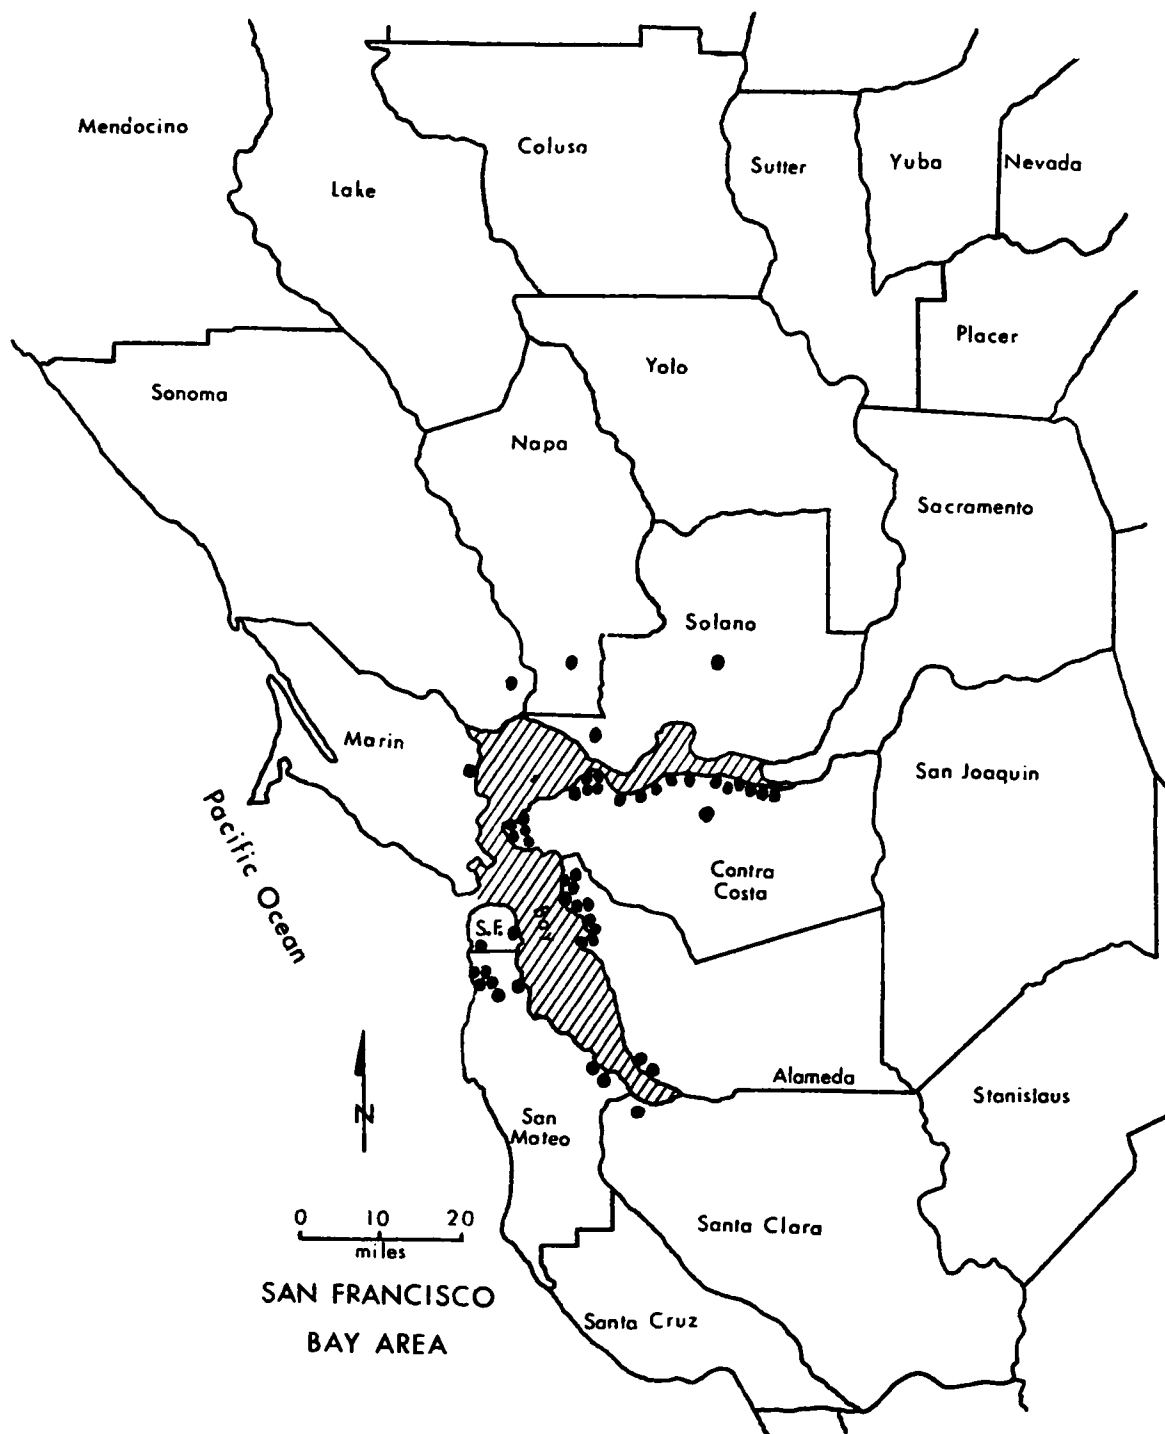 Mendocino
Colusa
Lake
Sutter
Yuba
Nevada
Placer
Yolo
Sonoma
Napa
Sacramento
Solano
Marin
San Joaquin
Pacific Ocean
Contra
Costa
S.F.
Alameda
Stanislaus
San
Mateo
N
0 10 20
miles
Santa Clara
SAN FRANCISCO
BAY AREA
Santa Cruz